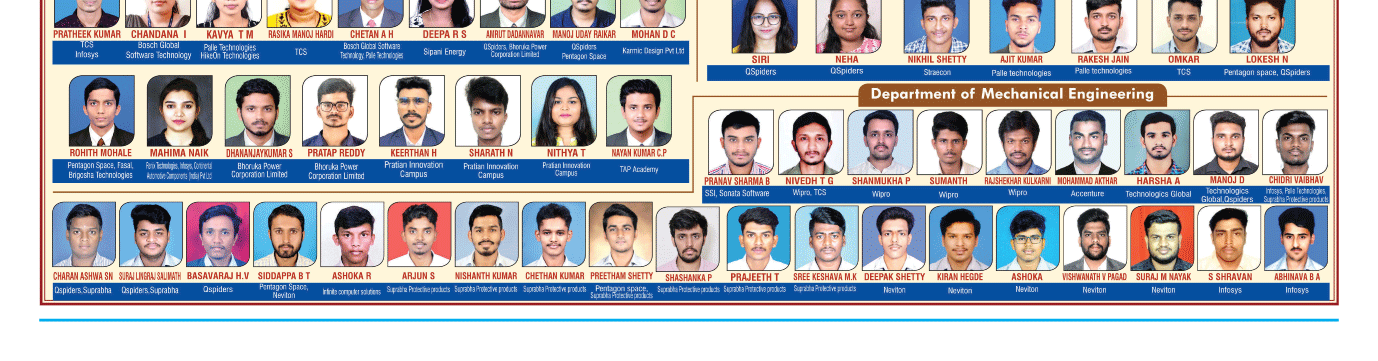 PRATHEEK KUMAR CHANDANA I KAVYA T M RASIKA MANOJ HARDI CHETAN A H DEEPA R S AMRUT DADANNAVAR MANOJ UDAY RAIKAR MOHAN D C
TCS Infosys
Bosch Global Software Technology
Palle Technologies HikeOn Technologies
TCS
Bosch Global Software Technology, Palle Technologies
Sipani Energy
QSpiders, Bhoruka Power Corporation Limited
QSpiders Pentagon Space
Karmic Design Pvt Ltd
SIRI NEHA NIKHIL SHETTY AJIT KUMAR RAKESH JAIN OMKAR LOKESH N
QSpiders QSpiders Straecon Palle technologies Palle technologies TCS Pentagon space, QSpiders
ROHITH MOHALE MAHIMA NAIK DHANANJAYKUMAR S PRATAP REDDY KEERTHAN H SHARATH N NITHYA T NAYAN KUMAR C.P
Pentagon Space, Fasal, Brigosha Technologies
Technologies, Infosys, Continental Automotive Components (India) Pvt Ltd
Bhoruka Power Corporation Limited
Bhoruka Power Corporation Limited
Pratian Innovation Campus
Pratian Innovation Campus
Pratian Innovation Campus
TAP Academy
Department of Mechanical Engineering
PRANAV SHARMA B NIVEDH T G SHANMUKHA P SUMANTH RAJSHEKHAR KULKARNI MOHAMMAD AKTHAR HARSHA A MANOJ D CHIDRI VAIBHAV
SSI, Sonata Software
Wipro, TCS
Wipro
Wipro
Wipro
Accenture
Technologics Global
Technologics Global,Qspiders
Infosys, Palle Technologies, Suprabha Protective products
CHARAN ASHWA SN SURAJ LINGRAJ SALIMATH BASAVARAJ H.V SIDDAPPA B T ASHOKA R ARJUN S NISHANTH KUMAR CHETHAN KUMAR PREETHAM SHETTY SHASHANKA P PRAJEETH T SREE KESHAVA M.K DEEPAK SHETTY KIRAN HEGDE ASHOKA VISHWANATH V PAGAD SURAJ M NAYAK S SHRAVAN ABHINAVA B A
Qspiders,Suprabha
Qspiders,Suprabha
Qspiders
Pentagon Space, Neviton
Infinite computer solutions
Suprabha Protective products
Suprabha Protective products
Suprabha Protective products
Pentagon space, Suprabha Protective products
Suprabha Protective products
Suprabha Protective products
Suprabha Protective products
Neviton
Neviton
Neviton
Neviton
Neviton
Infosys
Infosys